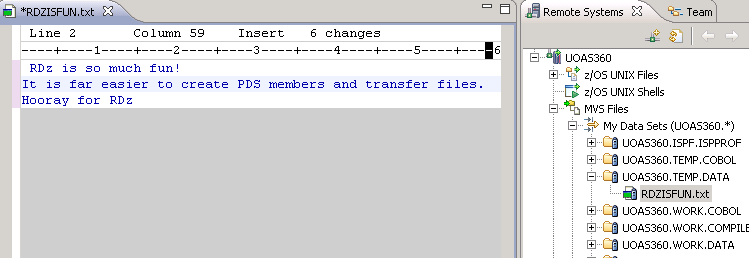 *RDZISFUN.txt
Line 2 Column 59 Insert 6 changes
----+----1----+----2----+----3----+----4----+----5----+---6
RDz is so much fun!
It is far easier to create PDS members and transfer files.
Hooray for RDz
Remote Systems Team
UOAS360
z/OS UNIX Files
z/OS UNIX Shells
MVS Files
My Data Sets (UOAS360.*)
UOAS360.ISPF.ISPPROF
UOAS360.TEMP.COBOL
UOAS360.TEMP.DATA
RDZISFUN.txt
UOAS360.WORK.COBOL
UOAS360.WORK.COMPILE
UOAS360.WORK.DATA